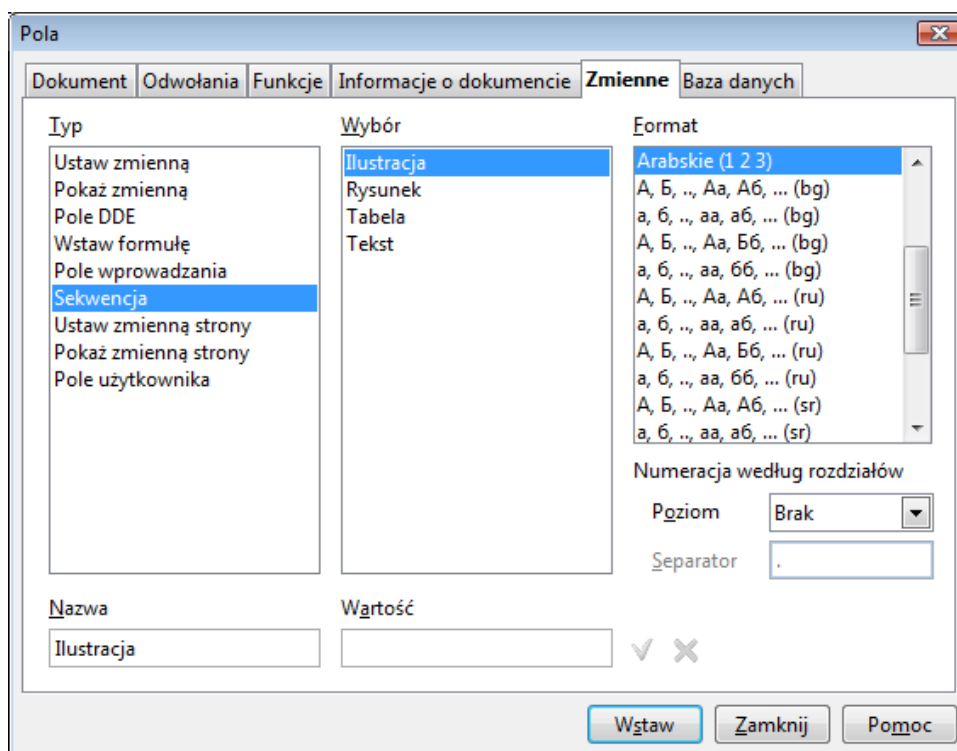 Pola
Dokument Odwołania Funkcje Informacje o dokumencie Zmienne Baza danych
Typ
Ustaw zmienną
Pokaż zmienną
Pole DDE
Wstaw formułę
Pole wprowadzania
Sekwencja
Ustaw zmienną strony
Pokaż zmienną strony
Pole użytkownika
Wybór
Ilustracja
Rysunek
Tabela
Tekst
Format
Arabskie (1 2 3)
А, Б, .., Аа, Аб, ... (bg)
а, б, .., аа, аб, ... (bg)
А, Б, .., Аа, Бб, ... (bg)
а, б, .., аа, бб, ... (bg)
А, Б, .., Аа, Аб, ... (ru)
а, б, .., аа, аб, ... (ru)
А, Б, .., Аа, Бб, ... (ru)
а, б, .., аа, бб, ... (ru)
А, Б, .., Аа, Аб, ... (sr)
а, б, .., аа, аб, ... (sr)
Numeracja według rozdziałów
Poziom Brak
Separator .
Nazwa
Ilustracja
Wartość
Wstaw Zamknij Pomoc